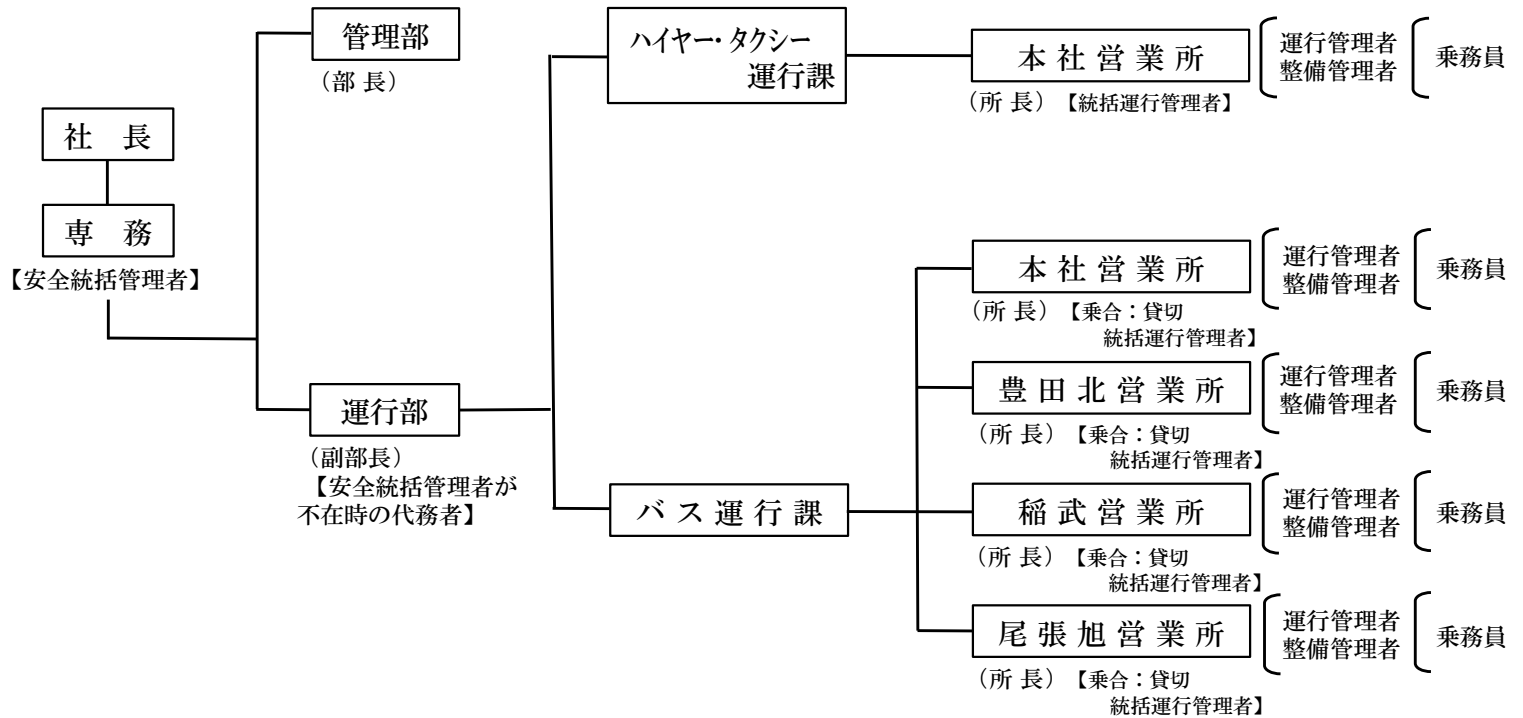 社　長
専　務
【安全統括管理者】
管理部
（部 長）
運行部
（副部長）
【安全統括管理者が
不在時の代務者】
ハイヤー・タクシー
運行課
本 社 営 業 所
（所 長）【統括運行管理者】
運行管理者
整備管理者
乗務員
バ ス 運 行 課
本 社 営 業 所
（所 長）【乗合：貸切
統括運行管理者】
運行管理者
整備管理者
乗務員
豊 田 北 営 業 所
（所 長）【乗合：貸切
統括運行管理者】
運行管理者
整備管理者
乗務員
稲 武 営 業 所
（所 長）【乗合：貸切
統括運行管理者】
運行管理者
整備管理者
乗務員
尾 張 旭 営 業 所
（所 長）【乗合：貸切
統括運行管理者】
運行管理者
整備管理者
乗務員